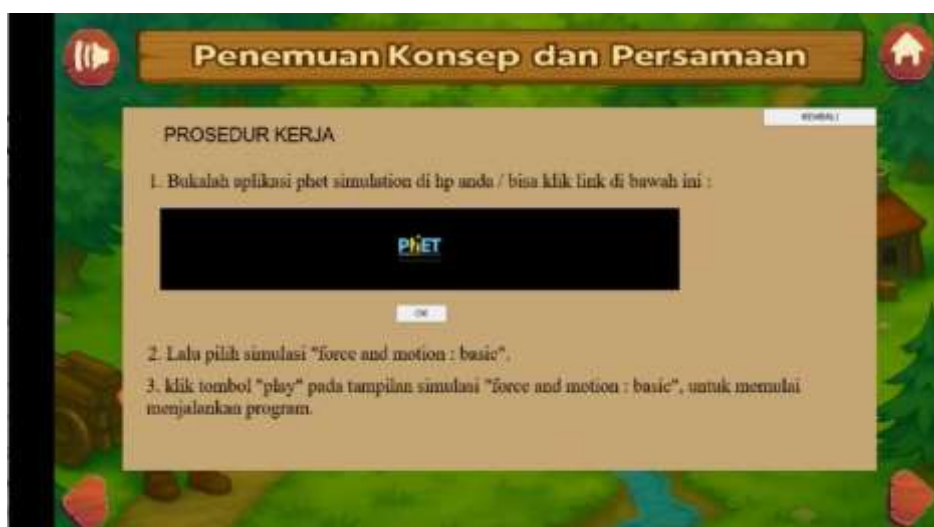 Penemuan Konsep dan Persamaan
KEMBALI
PROSEDUR KERJA
1. Bukalah aplikasi phet simulation di hp anda / bisa klik link di bawah ini :
PhET
OK
2. Lalu pilih simulasi "force and motion : basic".
3. klik tombol "play" pada tampilan simulasi "force and motion : basic", untuk memulai
menjalankan program.